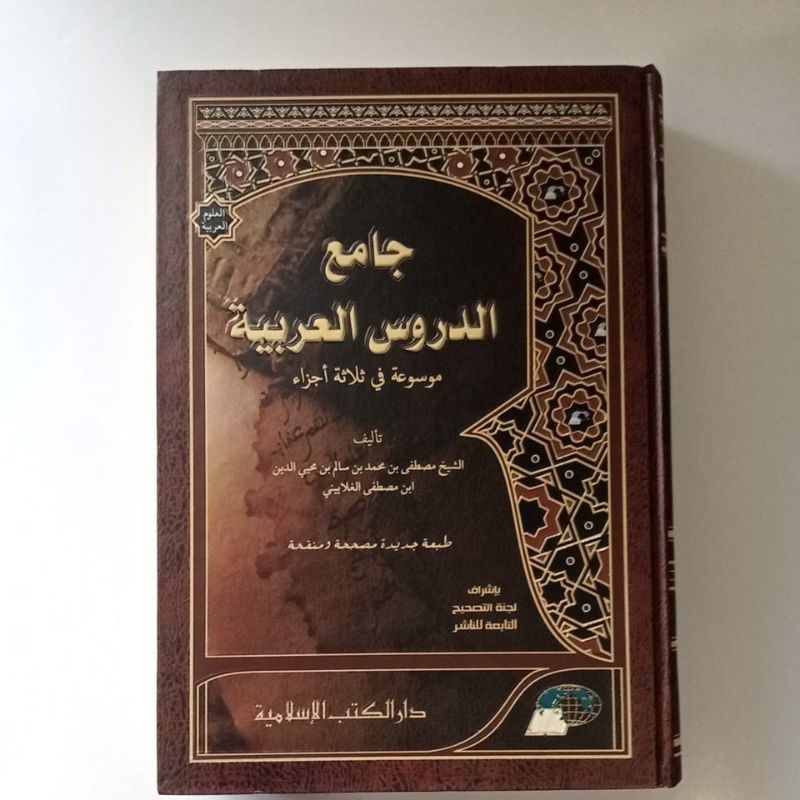 العلوم
العربية
جامع
الدروس العربية
موسوعة في ثلاثة أجزاء
تأليف
الشيخ مصطفى بن محمد بن سالم بن محيي الدين
ابن مصطفى الغلاييني
طبعة جديدة مصححة ومنقحة
بإشراف
لجنة التصحيح
التابعة للناشر
دار الكتب الإسلامية